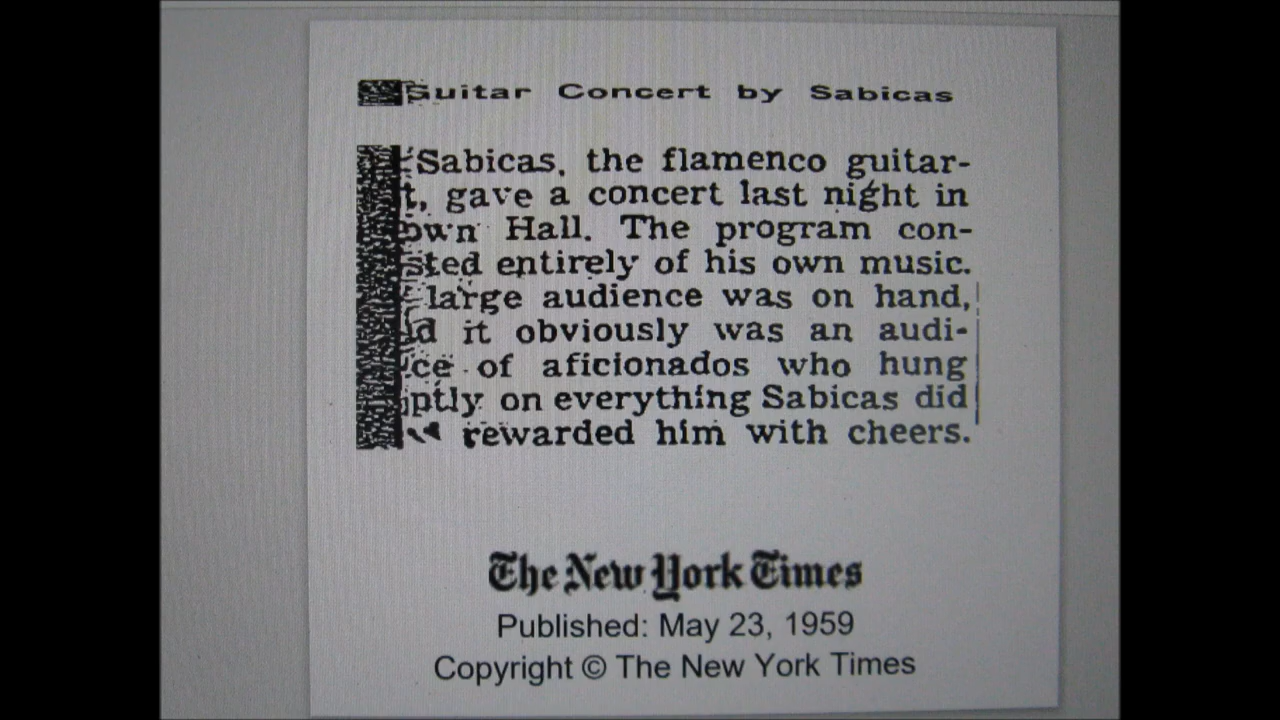 Guitar Concert by Sabicas
Sabicas, the flamenco guitar-
t, gave a concert last night in
own Hall. The program con-
sted entirely of his own music.
large audience was on hand,
d it obviously was an audi-
ce of aficionados who hung
ptly on everything Sabicas did
rewarded him with cheers.
The New York Times
Published: May 23, 1959
Copyright © The New York Times